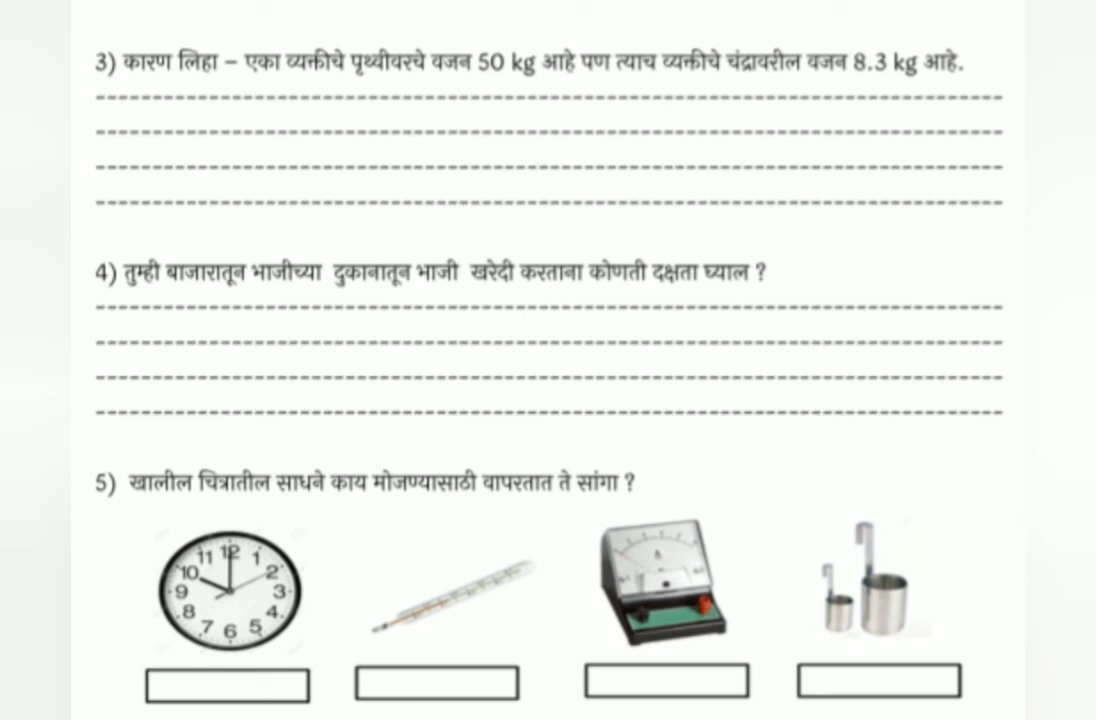 3) कारण लिहा – एका व्यक्तीचे पृथ्वीवरचे वजन 50 kg आहे पण त्याच व्यक्तीचे चंद्रावरील वजन 8.3 kg आहे.
4) तुम्ही बाजारातून भाजीच्या दुकानातून भाजी खरेदी करताना कोणती दक्षता घ्याल ?
5) खालील चित्रातील साधने काय मोजण्यासाठी वापरतात ते सांगा ?
11 12 1
10 2
9 3
8 4
7 6 5
A